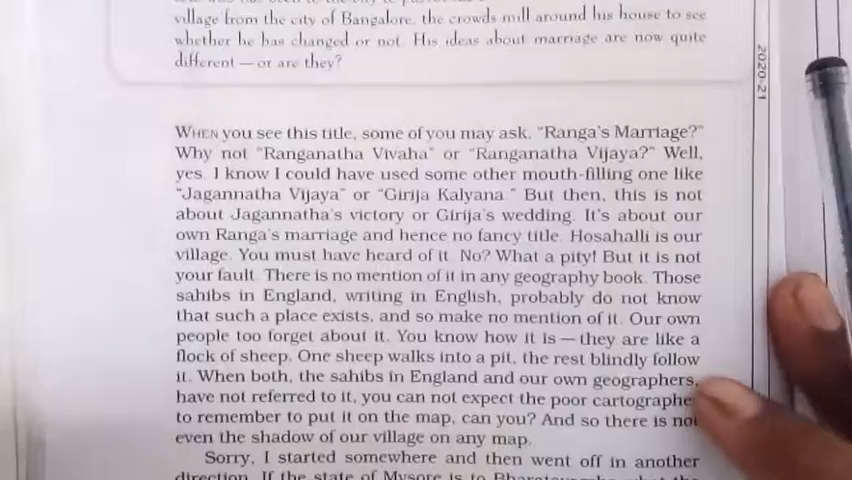 village from the city of Bangalore, the crowds mill around his house to see
whether he has changed or not. His ideas about marriage are now quite
different — or are they?
2020-21
WHEN you see this title, some of you may ask, "Ranga's Marriage?"
Why not "Ranganatha Vivaha" or "Ranganatha Vijaya?" Well,
yes. I know I could have used some other mouth-filling one like
"Jagannatha Vijaya" or "Girija Kalyana." But then, this is not
about Jagannatha's victory or Girija's wedding. It's about our
own Ranga's marriage and hence no fancy title. Hosahalli is our
village. You must have heard of it. No? What a pity! But it is not
your fault. There is no mention of it in any geography book. Those
sahibs in England, writing in English, probably do not know
that such a place exists, and so make no mention of it. Our own
people too forget about it. You know how it is — they are like a
flock of sheep. One sheep walks into a pit, the rest blindly follow
it. When both, the sahibs in England and our own geographers,
have not referred to it, you can not expect the poor cartographer
to remember to put it on the map, can you? And so there is not
even the shadow of our village on any map.
Sorry, I started somewhere and then went off in another
direction. If the state of Mysore is to